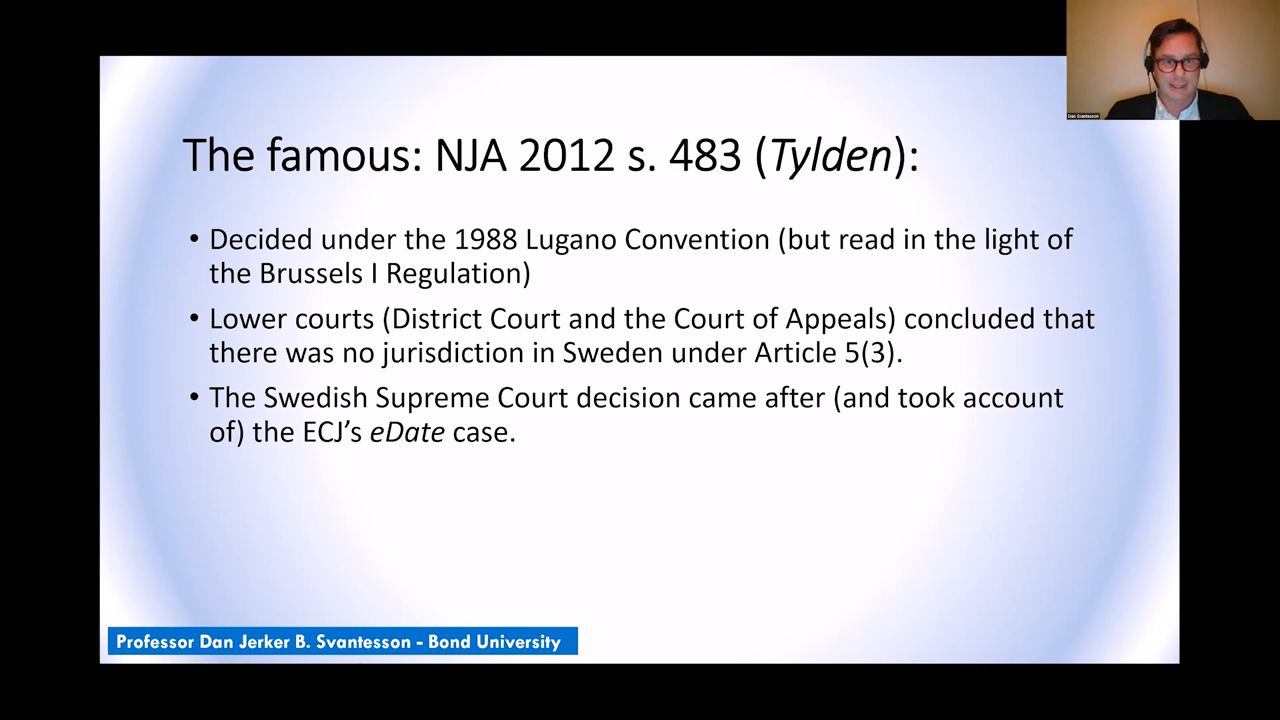 The famous: NJA 2012 s. 483 (Tylden):
• Decided under the 1988 Lugano Convention (but read in the light of
the Brussels I Regulation)
• Lower courts (District Court and the Court of Appeals) concluded that
there was no jurisdiction in Sweden under Article 5(3).
• The Swedish Supreme Court decision came after (and took account
of) the ECJ's eDate case.
Professor Dan Jerker B. Svantesson - Bond University
Dan Svantesson